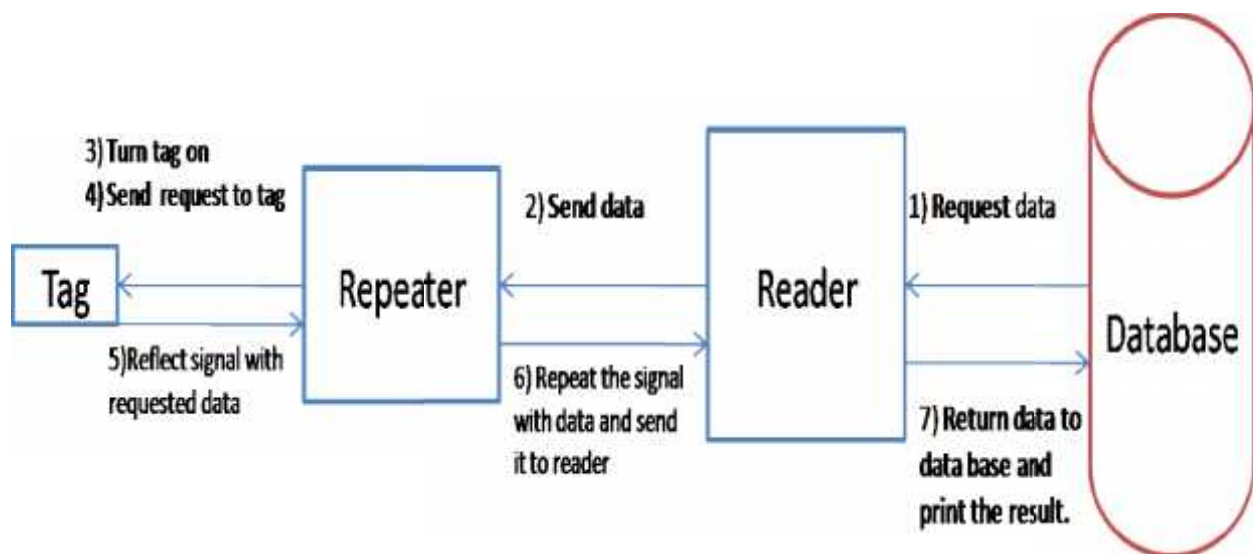 3) Turn tag on
4) Send request to tag
2) Send data
1) Request data
Tag
Repeater
Reader
Database
5)Reflect signal with
requested data
6) Repeat the signal
with data and send
it to reader
7) Return data to
data base and
print the result.